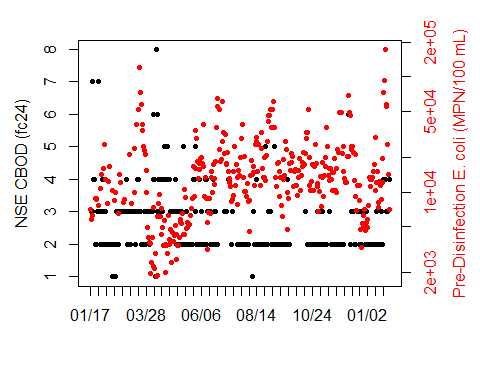 NSE CBOD (fc24)
8
7
6
5
4
3
2
1
2e+05
5e+04
1e+04
2e+03
Pre-Disinfection E. coli (MPN/100 mL)
01/17 03/28 06/06 08/14 10/24 01/02